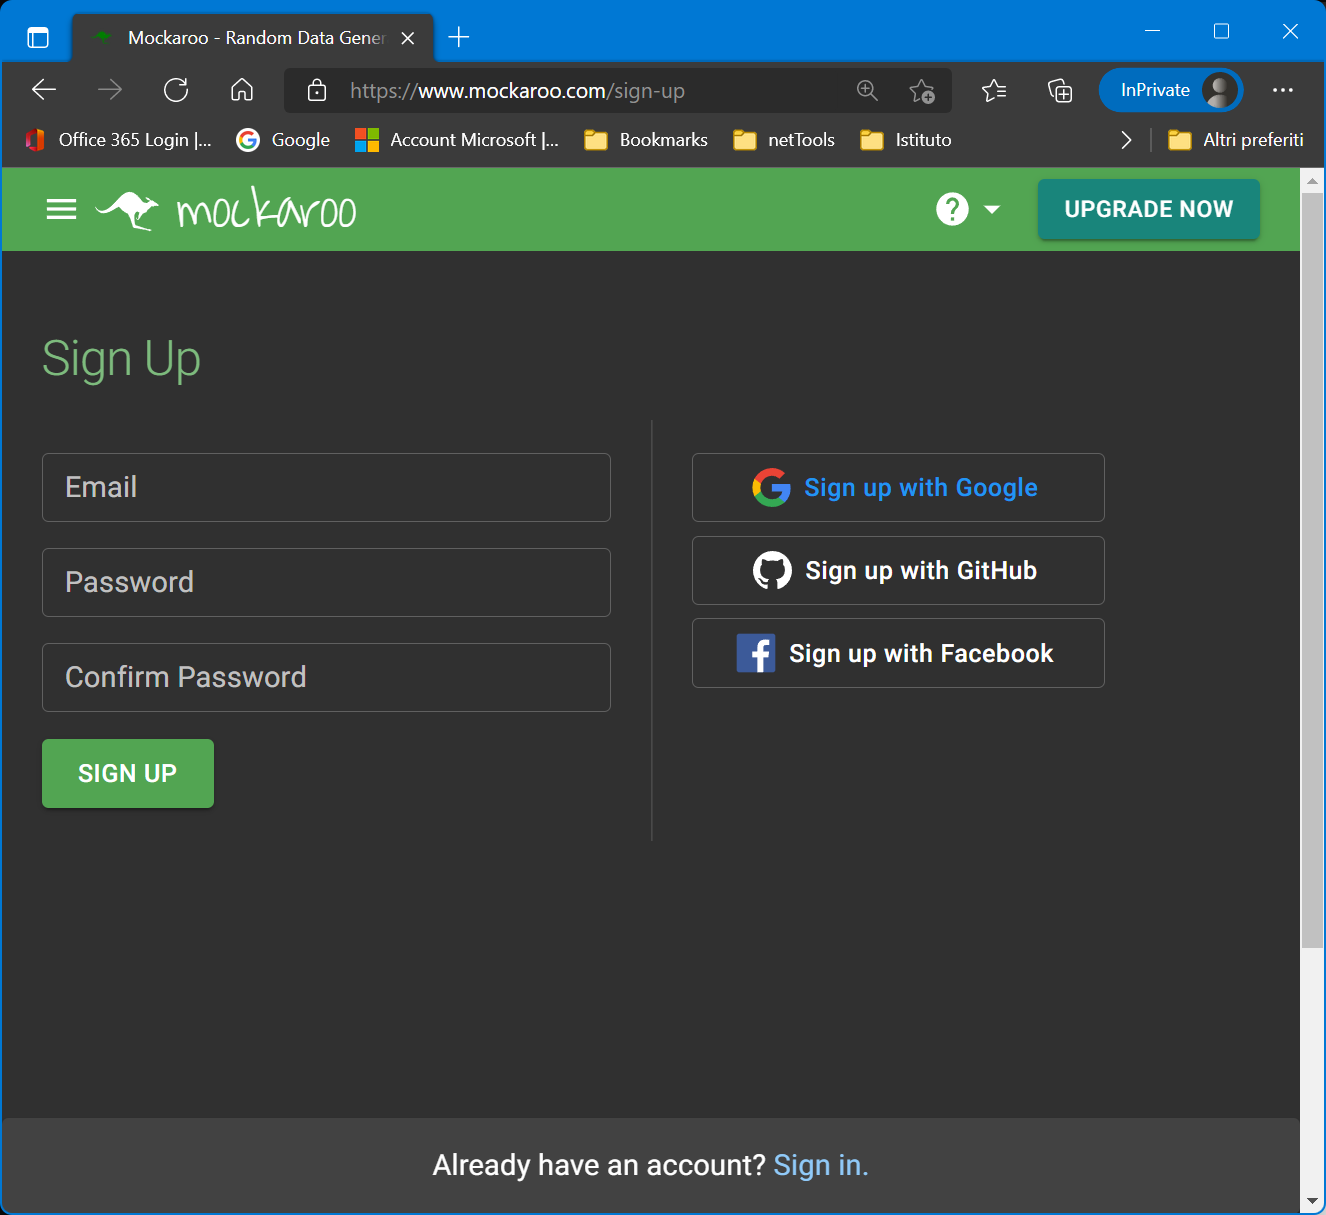 Mockaroo - Random Data Gener
https://www.mockaroo.com/sign-up
InPrivate
Office 365 Login |...
Google
Account Microsoft |...
Bookmarks
netTools
Istituto
Altri preferiti
mockaroo
?
UPGRADE NOW
Sign Up
Email
Sign up with Google
Password
Sign up with GitHub
Confirm Password
Sign up with Facebook
SIGN UP
Already have an account? Sign in.